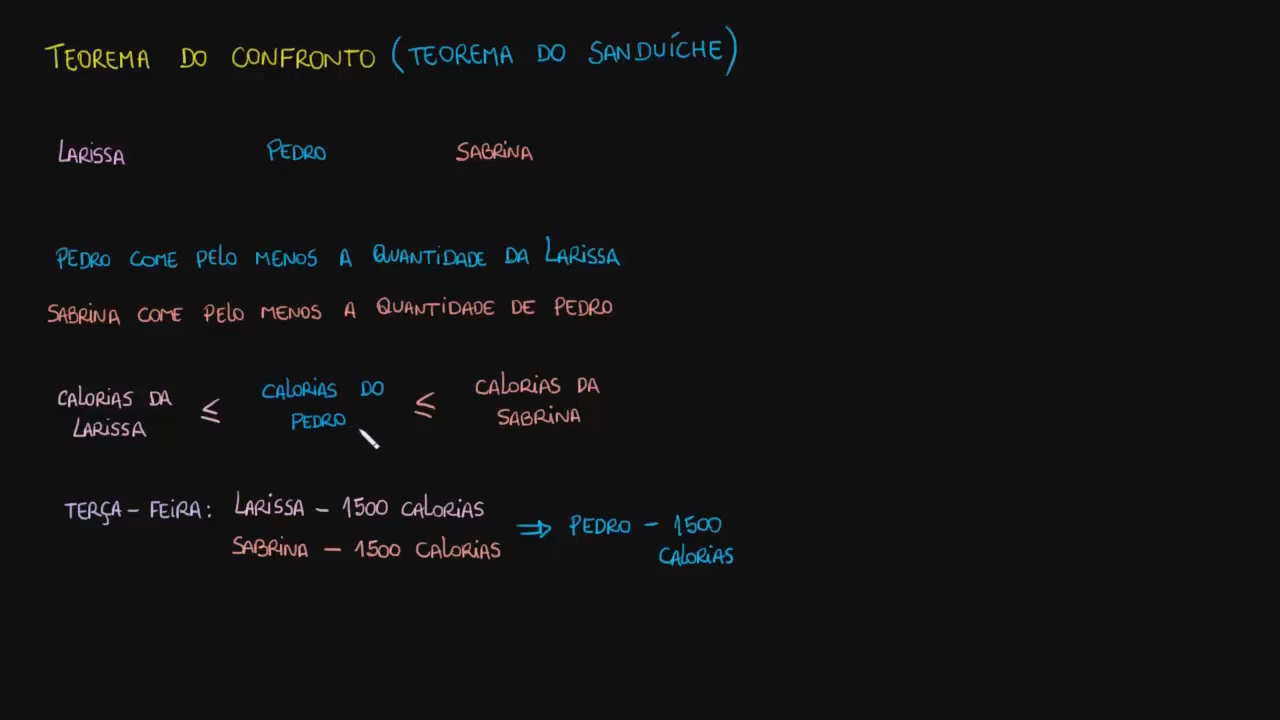 TEOREMA DO CONFRONTO (TEOREMA DO SANDUÍCHE)
LARISSA PEDRO SABRINA
PEDRO COME PELO MENOS A QUANTIDADE DA LARISSA
SABRINA COME PELO MENOS A QUANTIDADE DE PEDRO
CALORIAS DA LARISSA ≤ CALORIAS DO PEDRO ≤ CALORIAS DA SABRINA
TERÇA-FEIRA: LARISSA - 1500 CALORIAS
SABRINA - 1500 CALORIAS
⇒ PEDRO - 1500
CALORIAS